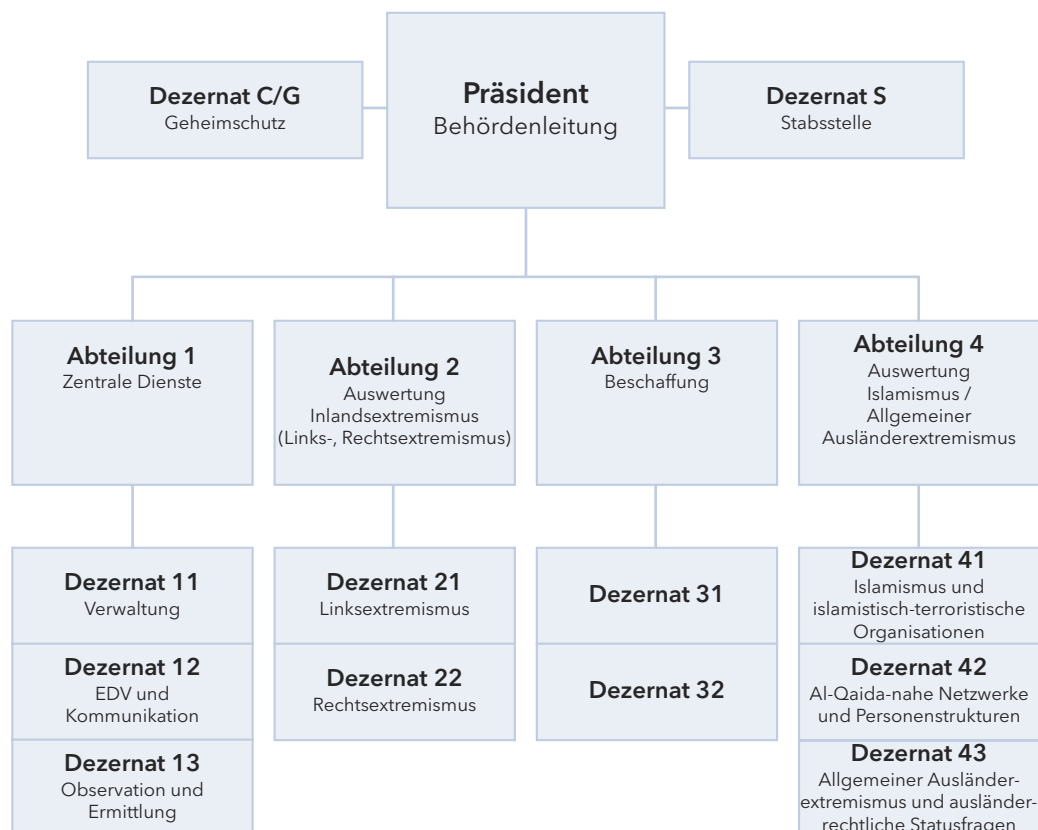 Dezernat C/G
Geheimschutz
Präsident
Behördenleitung
Dezernat S
Stabsstelle
Abteilung 1
Zentrale Dienste
Abteilung 2
Auswertung
Inlandsextremismus
(Links-, Rechtsextremismus)
Abteilung 3
Beschaffung
Abteilung 4
Auswertung
Islamismus /
Allgemeiner
Ausländerextremismus
Dezernat 11
Verwaltung
Dezernat 12
EDV und
Kommunikation
Dezernat 13
Observation und
Ermittlung
Dezernat 21
Linksextremismus
Dezernat 22
Rechtsextremismus
Dezernat 31
Dezernat 32
Dezernat 41
Islamismus und
islamistisch-terroristische
Organisationen
Dezernat 42
Al-Qaida-nahe Netzwerke
und Personenstrukturen
Dezernat 43
Allgemeiner Ausländer-
extremismus und ausländer-
rechtliche Statusfragen